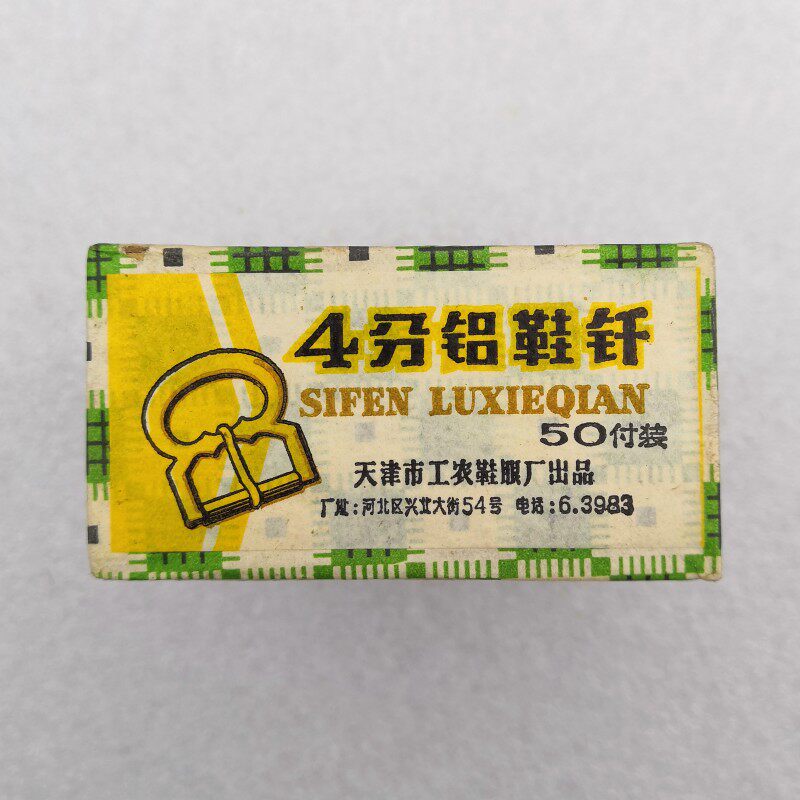 4分铝鞋钎
SIFEN LUXIEQIAN
50付装
天津市工农鞋服厂出品
厂址:河北区兴业大街54号 电话:6.3983